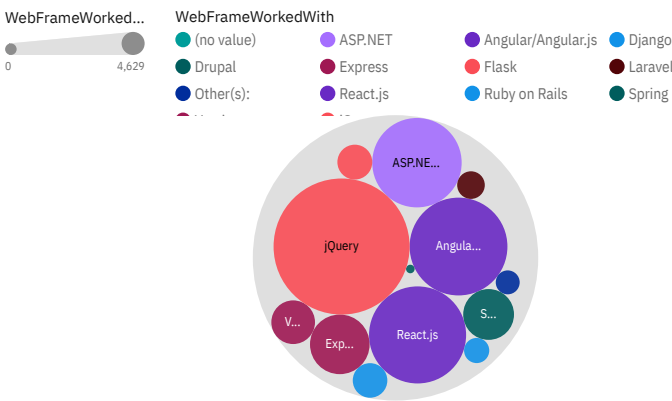 WebFrameWorked...
0
4,629
WebFrameWorkedWith
(no value)
ASP.NET
Angular/Angular.js
Django
Drupal
Express
Flask
Laravel
Other(s):
React.js
Ruby on Rails
Spring
ASP.NE...
jQuery
Angula...
S...
V...
Exp...
React.js